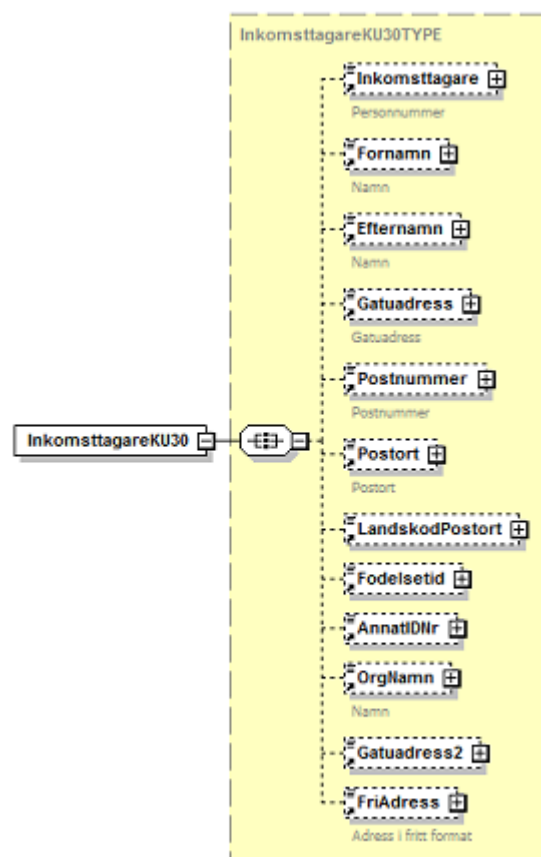 InkomsttagareKU30TYPE
Inkomsttagare
Personnummer
Fornamn
Namn
Efternamn
Namn
Gatuadress
Gatuadress
Postnummer
Postnummer
InkomsttagareKU30
Postort
Postort
LandskodPostort
Fodelsetid
AnnatIDNr
OrgNamn
Namn
Gatuadress2
FriAdress
Adress i fritt format